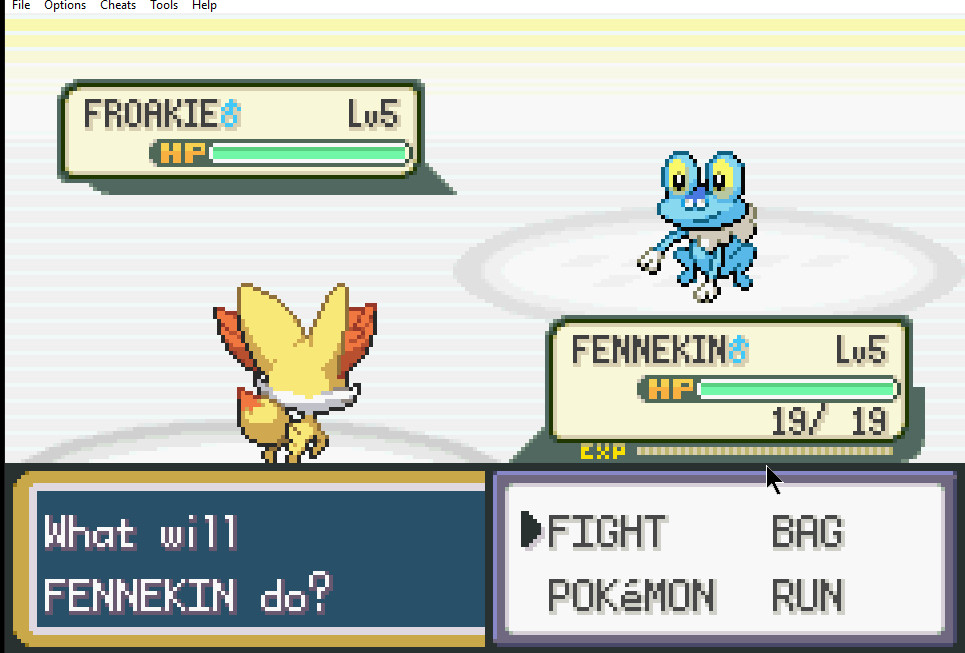 File Options Cheats Tools Help
FROAKIE♂ Lv5
HP
FENNEKIN♂ Lv5
HP
19/ 19
EXP
What will
FENNEKIN do?
FIGHT BAG
POKéMON RUN